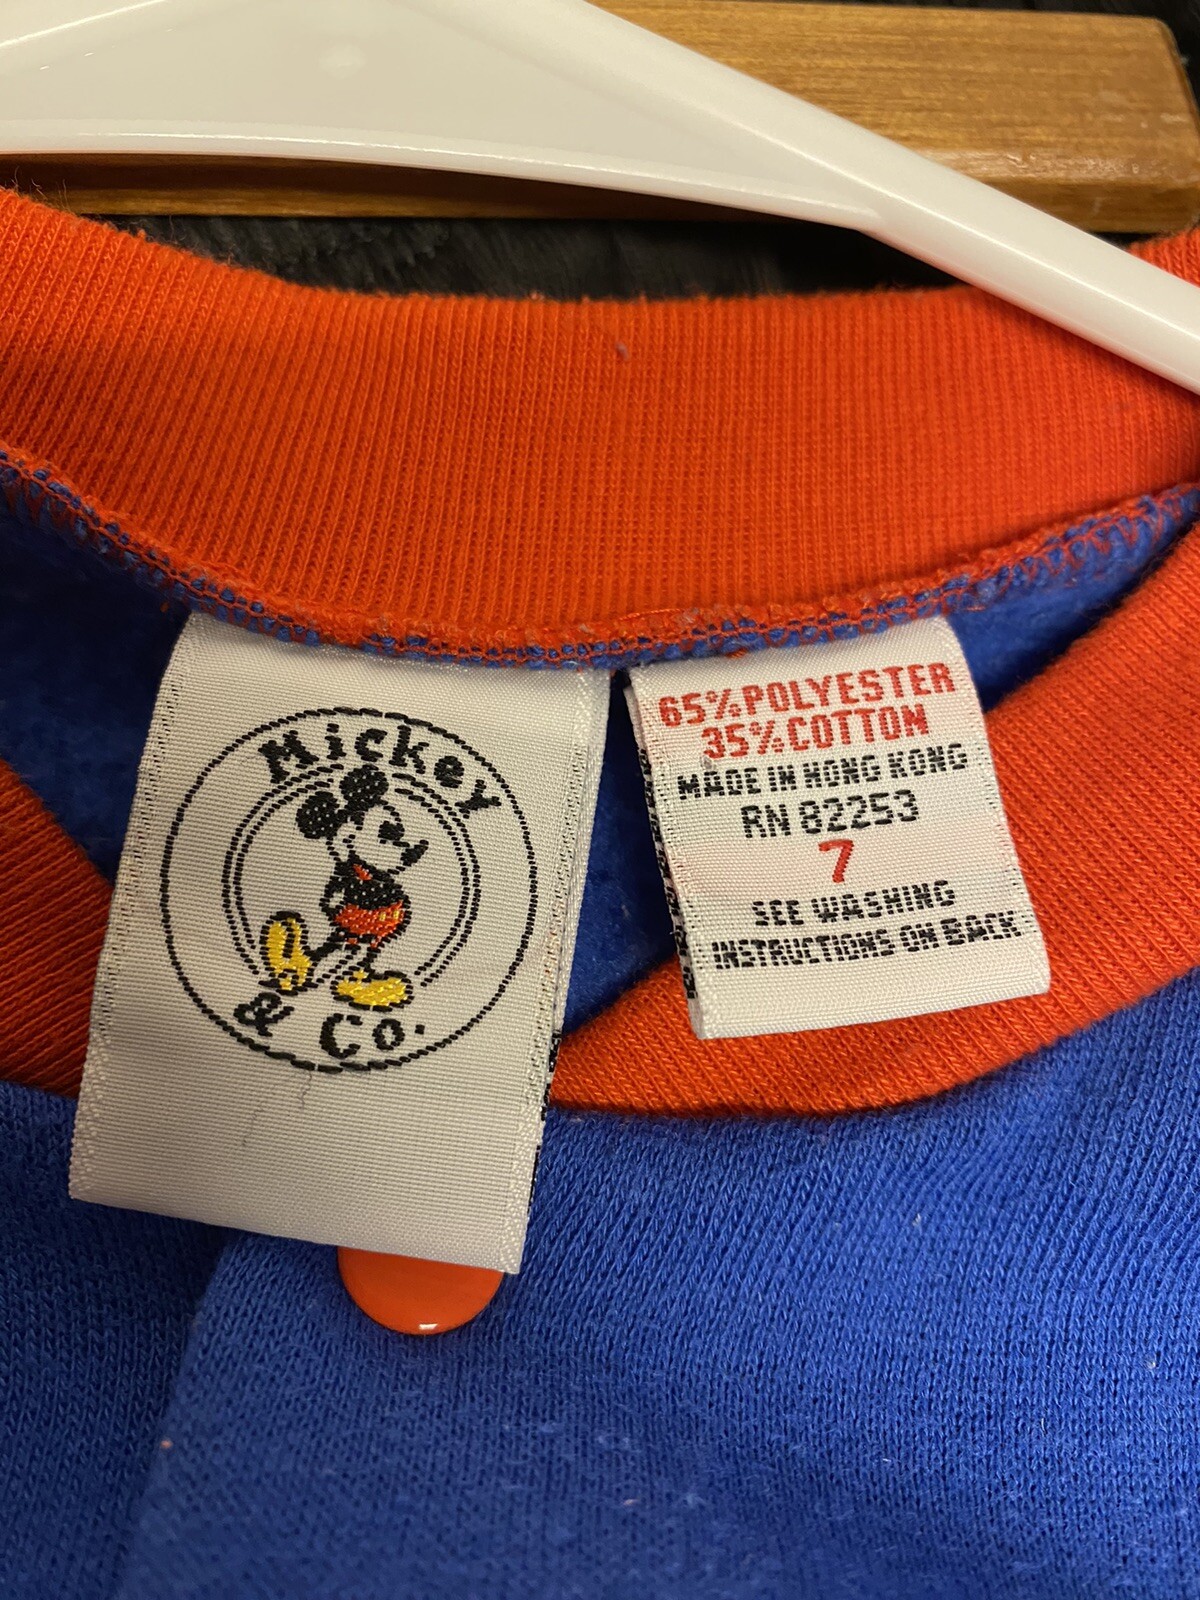 Mickey
& Co.
65% POLYESTER
35% COTTON
MADE IN HONG KONG
RN 82253
7
SEE WASHING
INSTRUCTIONS ON BACK